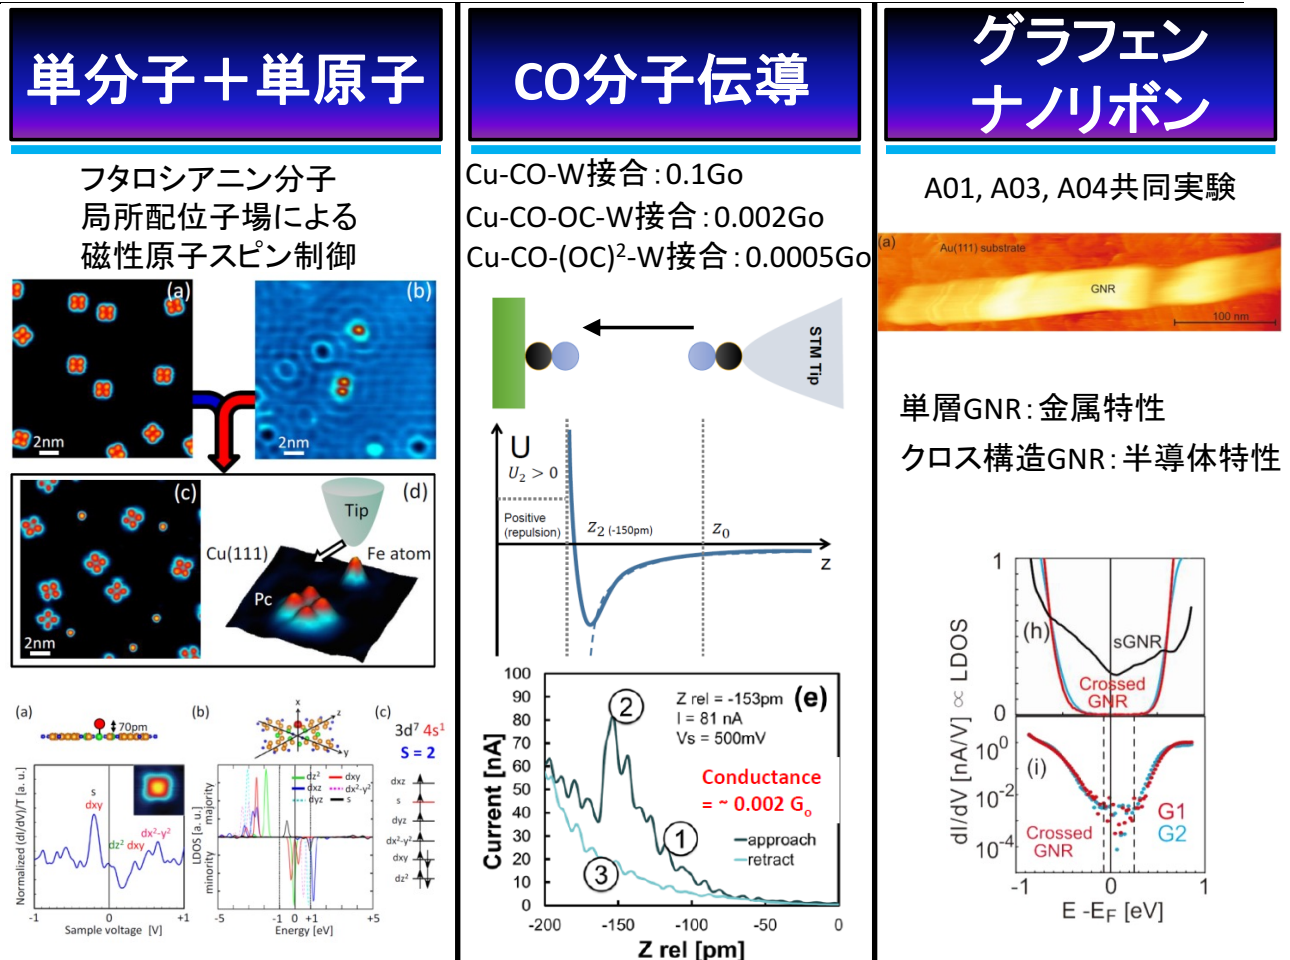 単分子＋単原子
フタロシアニン分子
局所配位子場による
磁性原子スピン制御
(a)
2nm
(b)
2nm
(c)
2nm
(d)
Tip
Cu(111)
Fe atom
Pc
(a)
70pm
Normalized (dI/dV)/T [a. u.]
s
dxy
dz² dxy
dx²-y²
-1
0
+1
Sample voltage [V]
(b)
x
z
y
LDOS [a. u.]
minority majority
dz²
dxz
dyz
dxy
dx²-y²
s
-5
-1
0
+1
+5
Energy [eV]
(c)
3d⁷ 4s¹
S = 2
dxz
s
dyz
dx²-y²
dxy
dz²
CO分子伝導
Cu-CO-W接合：0.1Go
Cu-CO-OC-W接合：0.002Go
Cu-CO-(OC)²-W接合：0.0005Go
STM Tip
U
U₂ > 0
Positive
(repulsion)
Z₂ (-150pm)
Z₀
Z
(e)
Z rel = -153pm
I = 81 nA
Vs = 500mV
Conductance
= ~ 0.002 G₀
approach
retract
①
②
③
Current [nA]
100
90
80
70
60
50
40
30
20
10
0
-200
-150
-100
-50
0
Z rel [pm]
グラフェン
ナノリボン
A01, A03, A04共同実験
(a)
Au(111) substrate
GNR
100 nm
単層GNR：金属特性
クロス構造GNR：半導体特性
dI/dV [nA/V] ∝ LDOS
1
0
(h)
sGNR
Crossed
GNR
10⁰
10⁻²
10⁻⁴
(i)
G1
G2
Crossed
GNR
-1
0
1
E -E_F [eV]